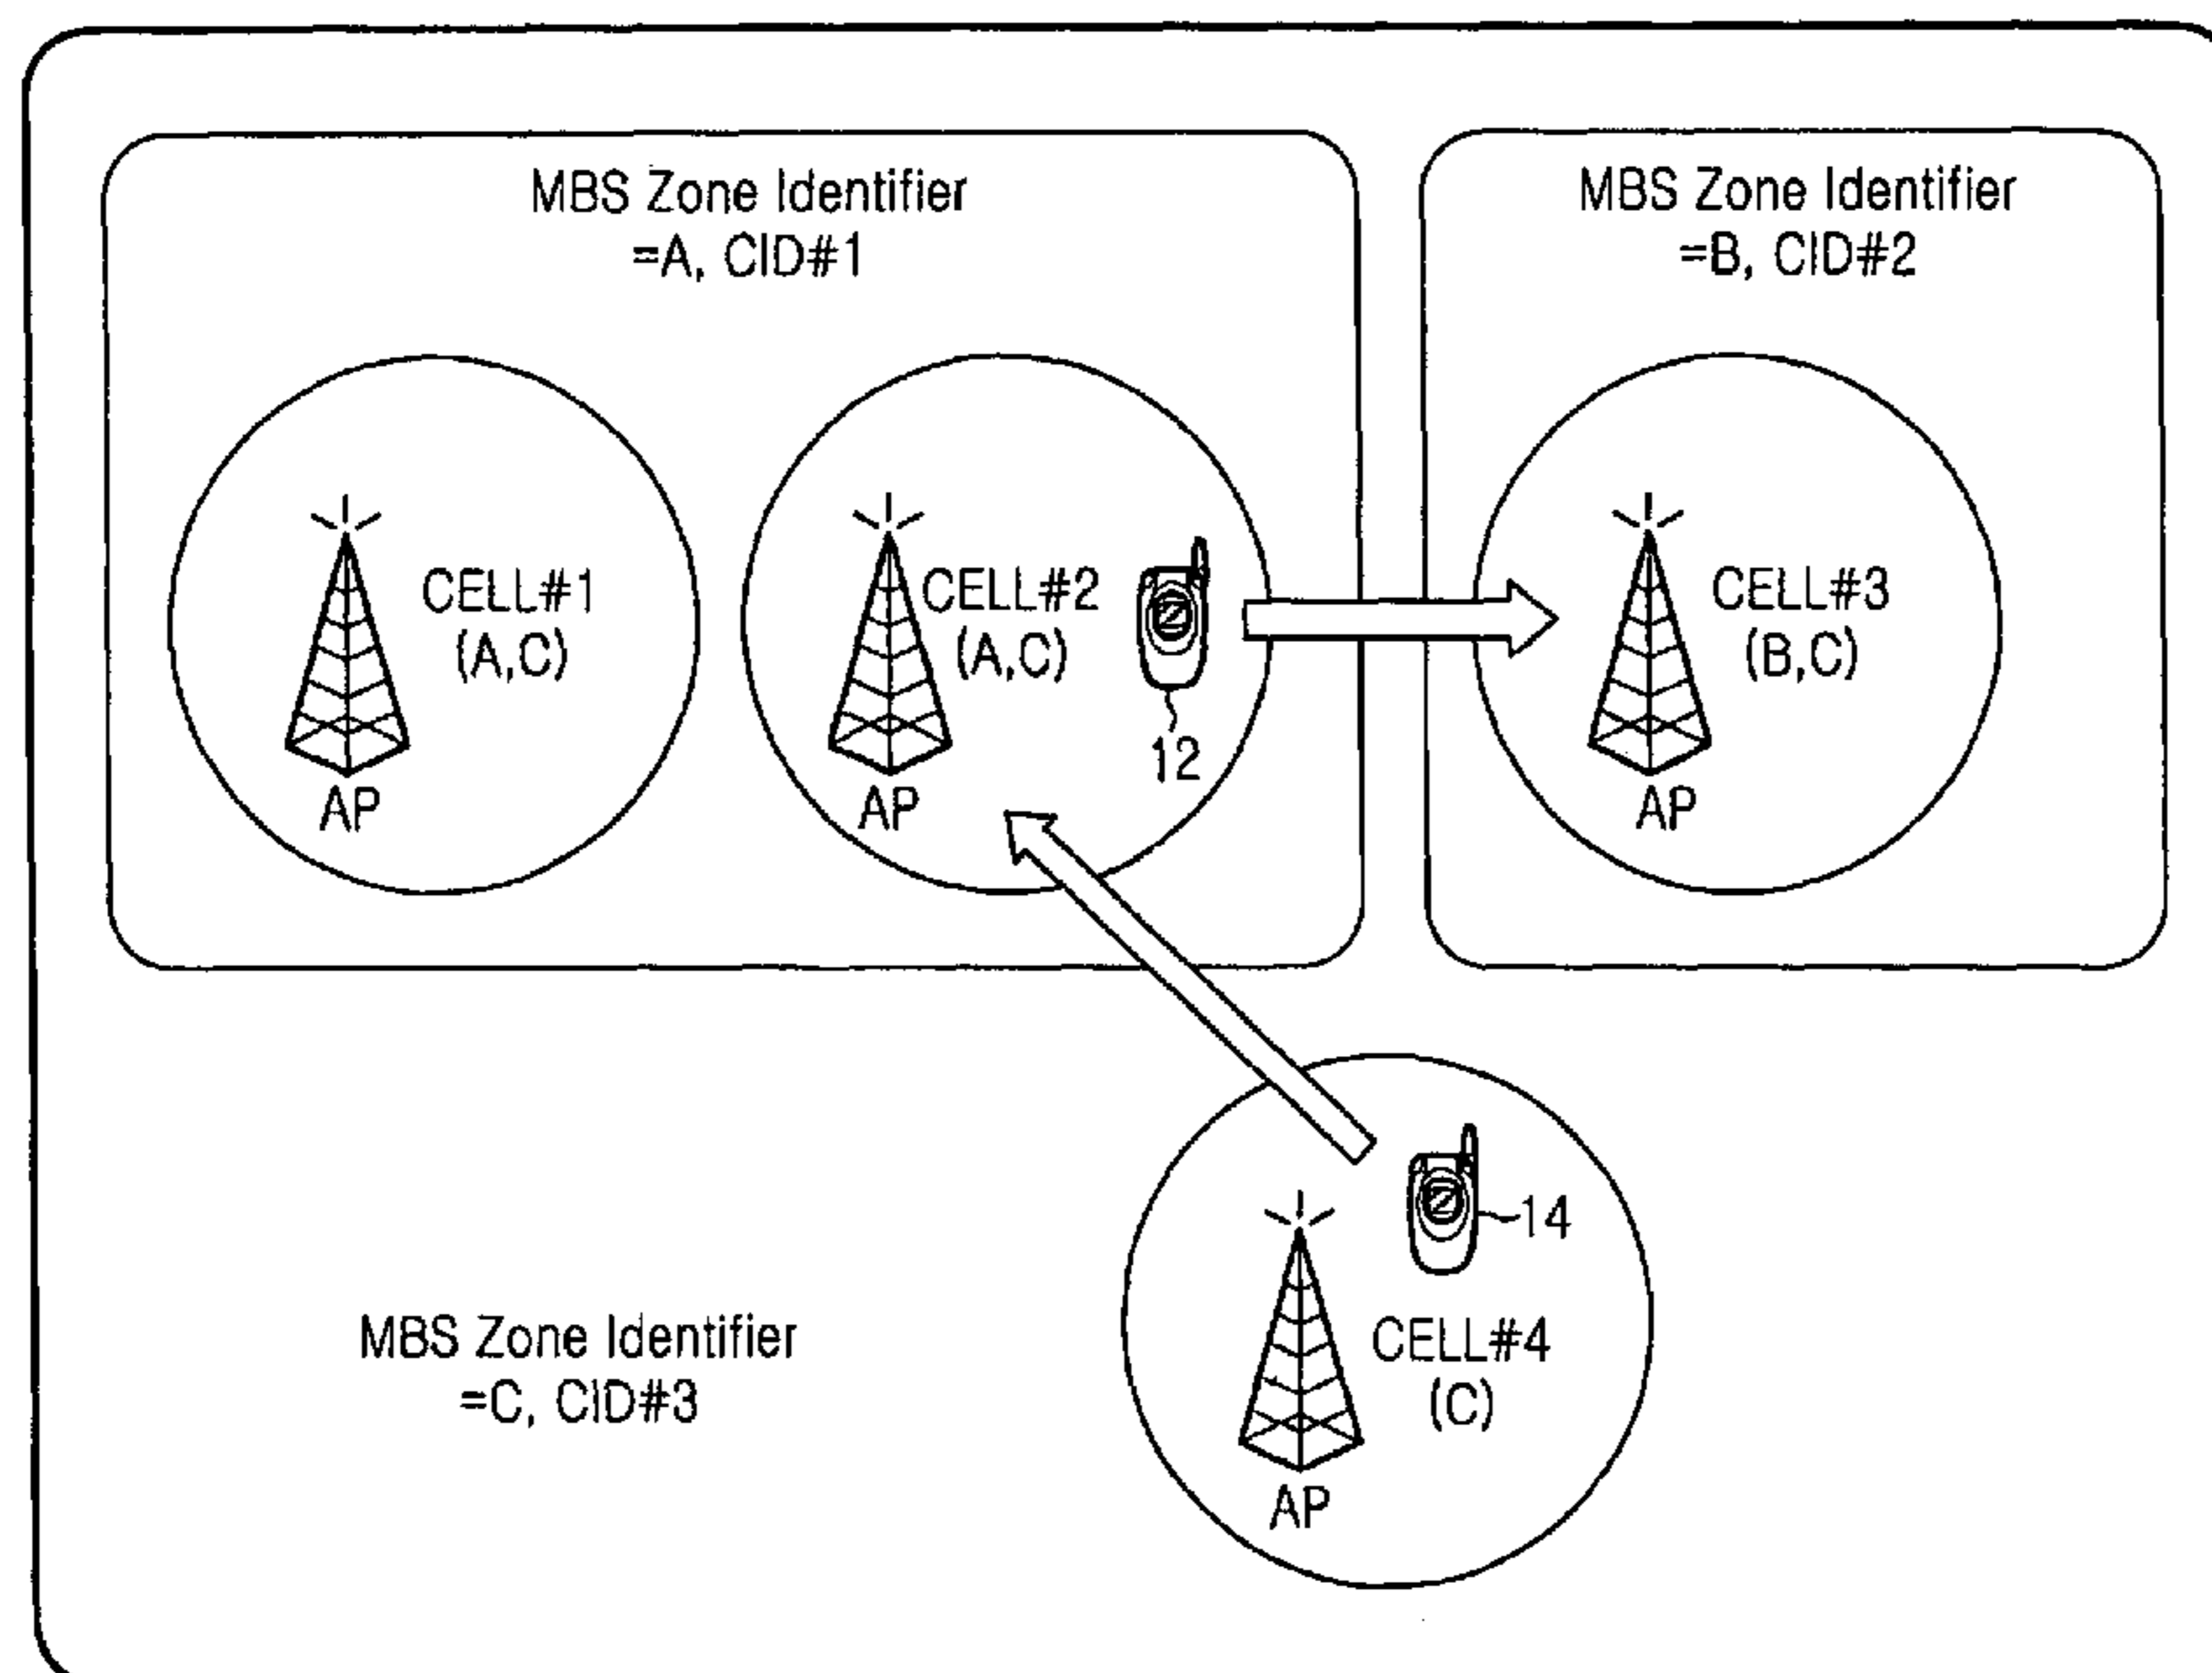 MBS Zone Identifier
=A, CID#1
MBS Zone Identifier
=B, CID#2
CELL#1
(A,C)
AP
CELL#2
(A,C)
AP
12
CELL#3
(B,C)
AP
14
MBS Zone Identifier
=C, CID#3
CELL#4
(C)
AP